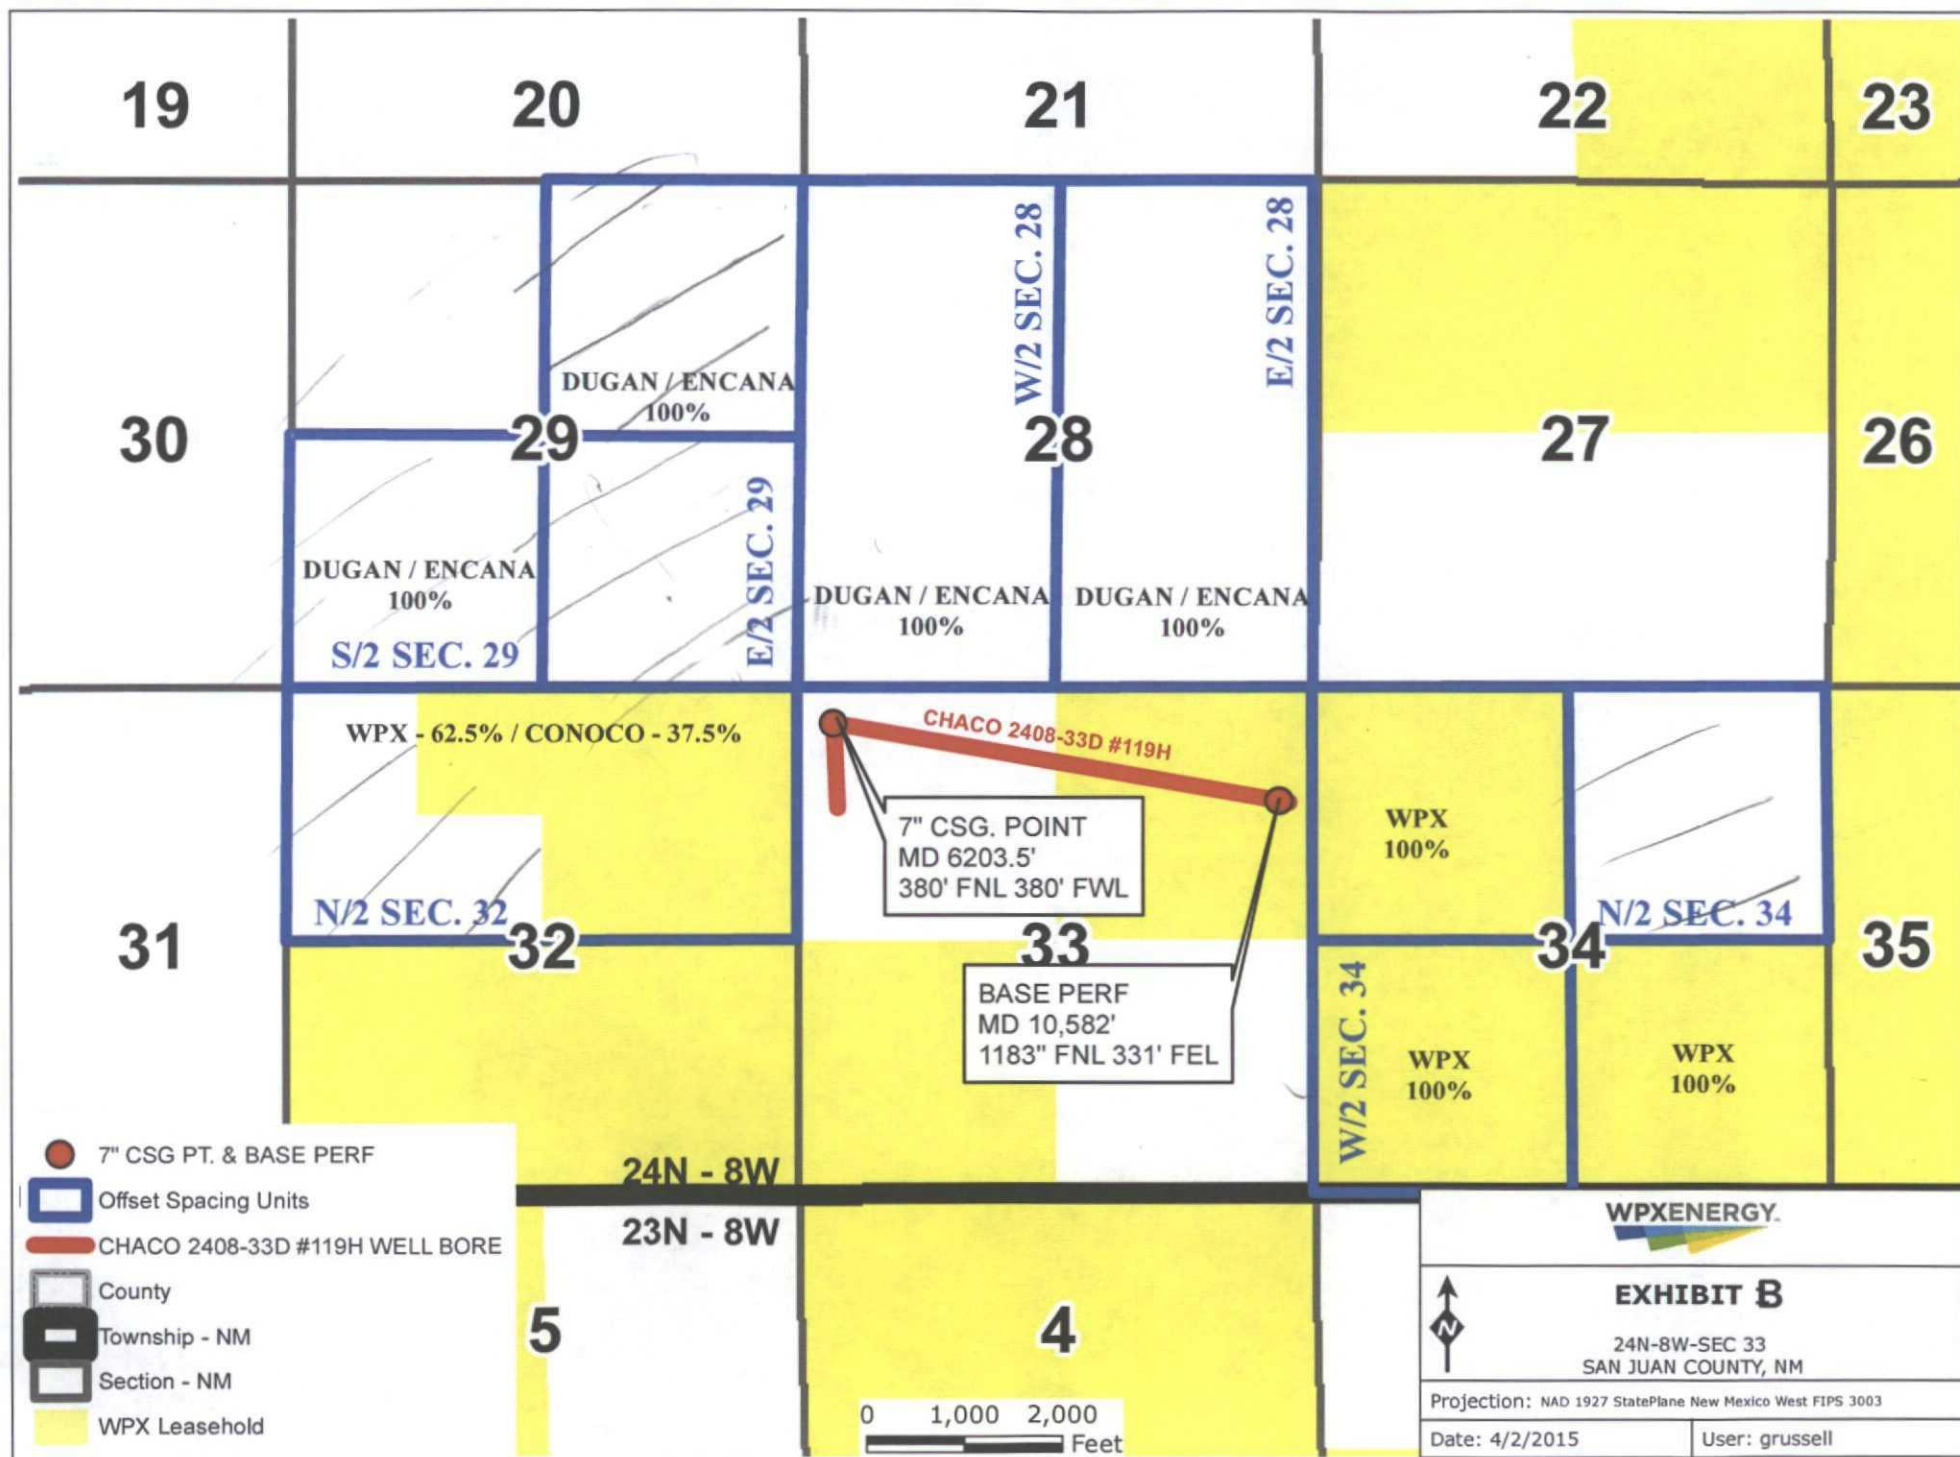 19
20
21
22
23
W/2 SEC. 28
E/2 SEC. 28
DUGAN / ENCANA
100%
30
29
28
27
26
E/2 SEC. 29
DUGAN / ENCANA
100%
S/2 SEC. 29
DUGAN / ENCANA
100%
DUGAN / ENCANA
100%
WPX - 62.5% / CONOCO - 37.5%
CHACO 2408-33D #119H
7" CSG. POINT
MD 6203.5'
380' FNL 380' FWL
WPX
100%
N/2 SEC. 32
N/2 SEC. 34
31
32
33
34
35
BASE PERF
MD 10,582'
1183" FNL 331' FEL
W/2 SEC. 34
WPX
100%
WPX
100%
24N - 8W
23N - 8W
5
4
7" CSG PT. & BASE PERF
Offset Spacing Units
CHACO 2408-33D #119H WELL BORE
County
Township - NM
Section - NM
WPX Leasehold
0 1,000 2,000
Feet
WPXENERGY
N
EXHIBIT B
24N-8W-SEC 33
SAN JUAN COUNTY, NM
Projection: NAD 1927 StatePlane New Mexico West FIPS 3003
Date: 4/2/2015
User: grussell